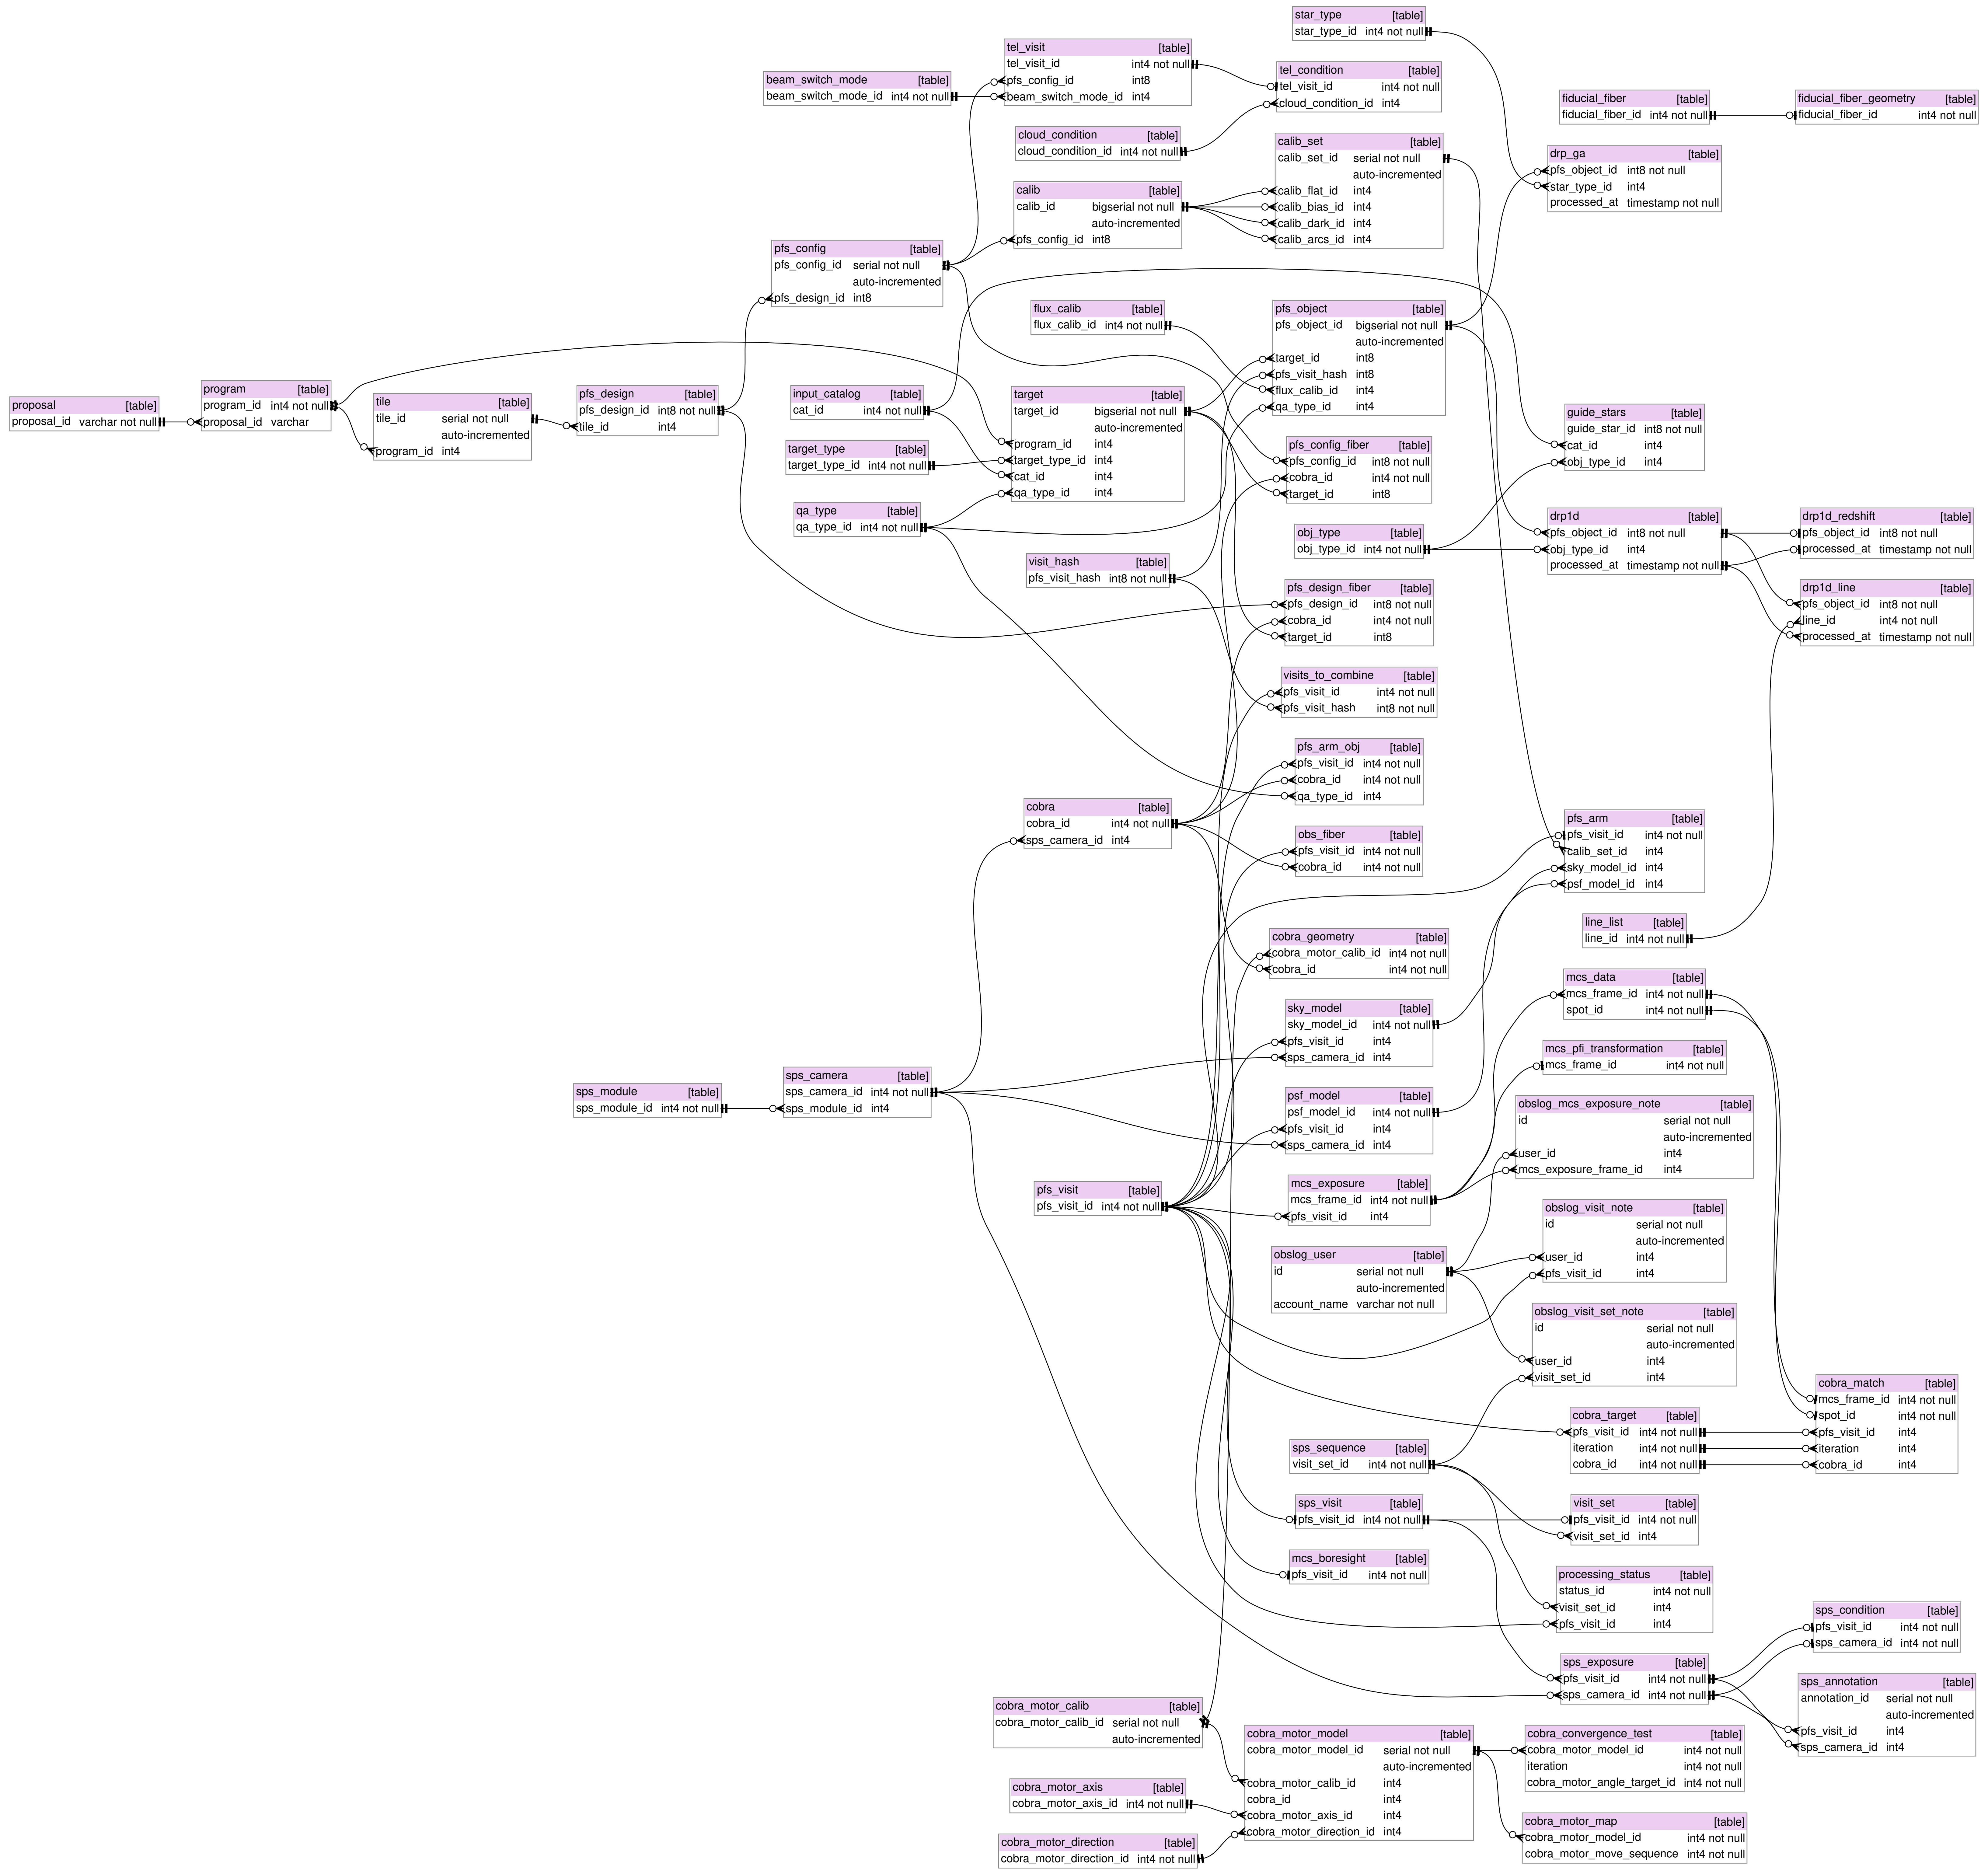 proposal [table]
proposal_id varchar not null
program [table]
program_id int4 not null
proposal_id varchar
tile [table]
tile_id serial not null
auto-incremented
program_id int4
pfs_design [table]
pfs_design_id int8 not null
tile_id int4
sps_module [table]
sps_module_id int4 not null
beam_switch_mode [table]
beam_switch_mode_id int4 not null
pfs_config [table]
pfs_config_id serial not null
auto-incremented
pfs_design_id int8
input_catalog [table]
cat_id int4 not null
target_type [table]
target_type_id int4 not null
qa_type [table]
qa_type_id int4 not null
sps_camera [table]
sps_camera_id int4 not null
sps_module_id int4
tel_visit [table]
tel_visit_id int4 not null
pfs_config_id int8
beam_switch_mode_id int4
cloud_condition [table]
cloud_condition_id int4 not null
calib [table]
calib_id bigserial not null
auto-incremented
pfs_config_id int8
flux_calib [table]
flux_calib_id int4 not null
target [table]
target_id bigserial not null
auto-incremented
program_id int4
target_type_id int4
cat_id int4
qa_type_id int4
visit_hash [table]
pfs_visit_hash int8 not null
cobra [table]
cobra_id int4 not null
sps_camera_id int4
pfs_visit [table]
pfs_visit_id int4 not null
cobra_motor_calib [table]
cobra_motor_calib_id serial not null
auto-incremented
cobra_motor_axis [table]
cobra_motor_axis_id int4 not null
cobra_motor_direction [table]
cobra_motor_direction_id int4 not null
star_type [table]
star_type_id int4 not null
tel_condition [table]
tel_visit_id int4 not null
cloud_condition_id int4
calib_set [table]
calib_set_id serial not null
auto-incremented
calib_flat_id int4
calib_bias_id int4
calib_dark_id int4
calib_arcs_id int4
pfs_object [table]
pfs_object_id bigserial not null
auto-incremented
target_id int8
pfs_visit_hash int8
flux_calib_id int4
qa_type_id int4
pfs_config_fiber [table]
pfs_config_id int8 not null
cobra_id int4 not null
target_id int8
obj_type [table]
obj_type_id int4 not null
pfs_design_fiber [table]
pfs_design_id int8 not null
cobra_id int4 not null
target_id int8
visits_to_combine [table]
pfs_visit_id int4 not null
pfs_visit_hash int8 not null
pfs_arm_obj [table]
pfs_visit_id int4 not null
cobra_id int4 not null
qa_type_id int4
obs_fiber [table]
pfs_visit_id int4 not null
cobra_id int4 not null
cobra_geometry [table]
cobra_motor_calib_id int4 not null
cobra_id int4 not null
sky_model [table]
sky_model_id int4 not null
pfs_visit_id int4
sps_camera_id int4
psf_model [table]
psf_model_id int4 not null
pfs_visit_id int4
sps_camera_id int4
mcs_exposure [table]
mcs_frame_id int4 not null
pfs_visit_id int4
obslog_user [table]
id serial not null
auto-incremented
account_name varchar not null
sps_sequence [table]
visit_set_id int4 not null
sps_visit [table]
pfs_visit_id int4 not null
mcs_boresight [table]
pfs_visit_id int4 not null
cobra_motor_model [table]
cobra_motor_model_id serial not null
auto-incremented
cobra_motor_calib_id int4
cobra_id int4
cobra_motor_axis_id int4
cobra_motor_direction_id int4
fiducial_fiber [table]
fiducial_fiber_id int4 not null
drp_ga [table]
pfs_object_id int8 not null
star_type_id int4
processed_at timestamp not null
guide_stars [table]
guide_star_id int8 not null
cat_id int4
obj_type_id int4
drp1d [table]
pfs_object_id int8 not null
obj_type_id int4
processed_at timestamp not null
pfs_arm [table]
pfs_visit_id int4 not null
calib_set_id int4
sky_model_id int4
psf_model_id int4
line_list [table]
line_id int4 not null
mcs_data [table]
mcs_frame_id int4 not null
spot_id int4 not null
mcs_pfi_transformation [table]
mcs_frame_id int4 not null
obslog_mcs_exposure_note [table]
id serial not null
auto-incremented
user_id int4
mcs_exposure_frame_id int4
obslog_visit_note [table]
id serial not null
auto-incremented
user_id int4
pfs_visit_id int4
obslog_visit_set_note [table]
id serial not null
auto-incremented
user_id int4
visit_set_id int4
cobra_target [table]
pfs_visit_id int4 not null
iteration int4 not null
cobra_id int4 not null
visit_set [table]
pfs_visit_id int4 not null
visit_set_id int4
processing_status [table]
status_id int4 not null
visit_set_id int4
pfs_visit_id int4
sps_exposure [table]
pfs_visit_id int4 not null
sps_camera_id int4 not null
cobra_convergence_test [table]
cobra_motor_model_id int4 not null
iteration int4 not null
cobra_motor_angle_target_id int4 not null
cobra_motor_map [table]
cobra_motor_model_id int4 not null
cobra_motor_move_sequence int4 not null
fiducial_fiber_geometry [table]
fiducial_fiber_id int4 not null
drp1d_redshift [table]
pfs_object_id int8 not null
processed_at timestamp not null
drp1d_line [table]
pfs_object_id int8 not null
line_id int4 not null
processed_at timestamp not null
cobra_match [table]
mcs_frame_id int4 not null
spot_id int4 not null
pfs_visit_id int4
iteration int4
cobra_id int4
sps_condition [table]
pfs_visit_id int4 not null
sps_camera_id int4 not null
sps_annotation [table]
annotation_id serial not null
auto-incremented
pfs_visit_id int4
sps_camera_id int4